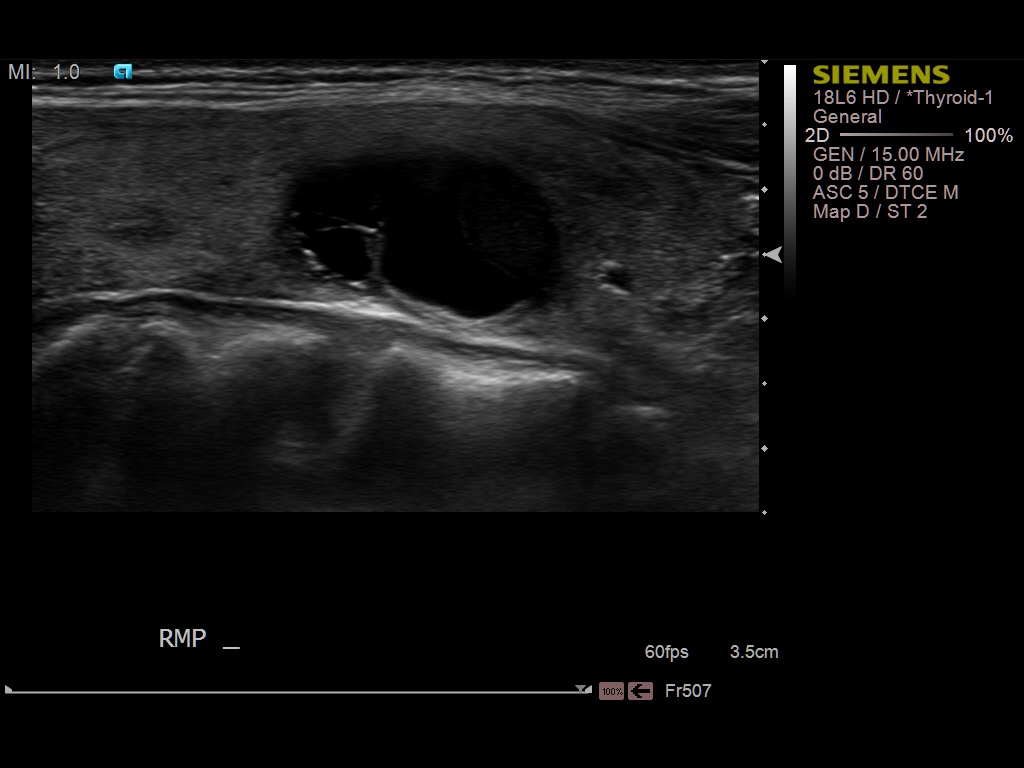 MI: 1.0
SIEMENS
18L6 HD / *Thyroid-1
General
2D 100%
GEN / 15.00 MHz
0 dB / DR 60
ASC 5 / DTCE M
Map D / ST 2
RMP _
60fps 3.5cm
100% Fr507